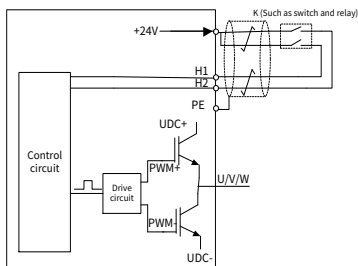 K (Such as switch and relay)
+24V
H1
H2
PE
UDC+
Control
circuit
PWM+
Drive
circuit
U/V/W
PWM-
UDC-